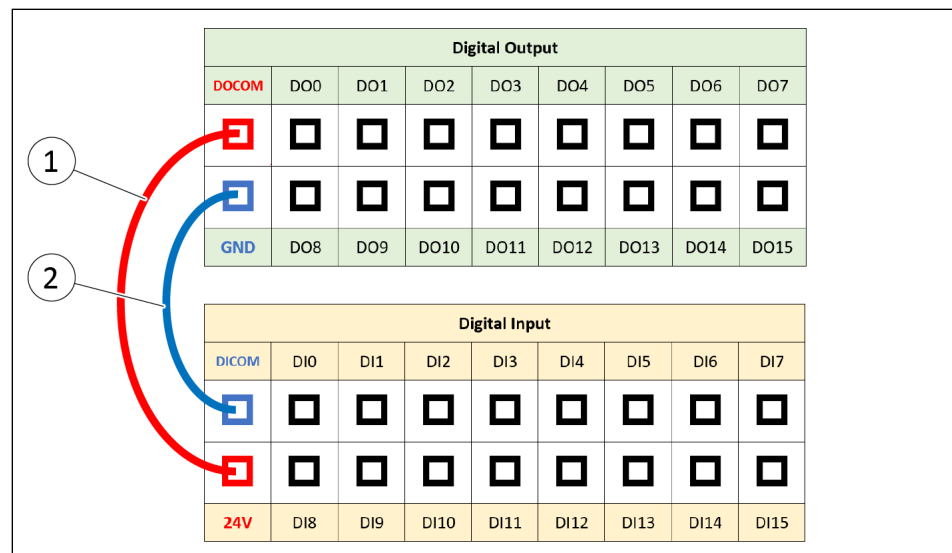 Digital Output
DOCOM DO0 DO1 DO2 DO3 DO4 DO5 DO6 DO7
1
GND DO8 DO9 DO10 DO11 DO12 DO13 DO14 DO15
2
Digital Input
DICOM DI0 DI1 DI2 DI3 DI4 DI5 DI6 DI7
24V DI8 DI9 DI10 DI11 DI12 DI13 DI14 DI15